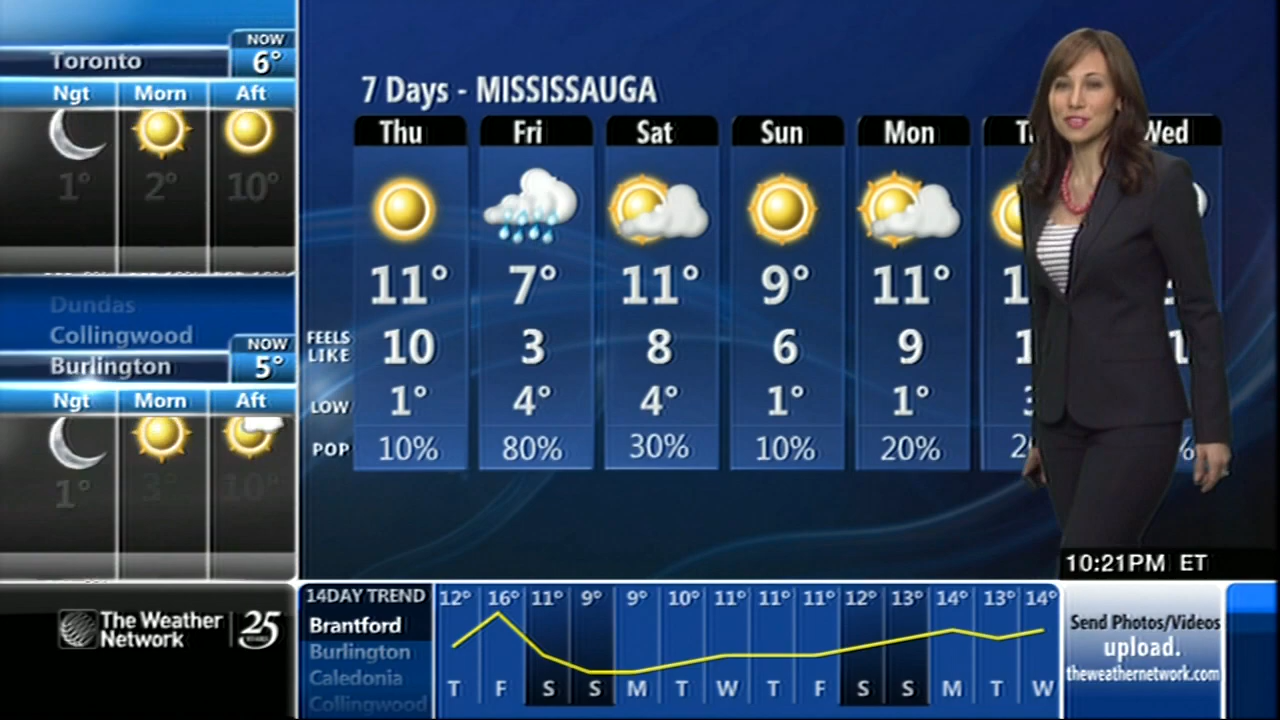 Toronto
NOW
6°
Ngt Morn Aft
1° 2° 10°
Dundas
Collingwood
Burlington
NOW
5°
Ngt Morn Aft
1° 3° 10°
The Weather
Network
25
7 Days - MISSISSAUGA
Thu Fri Sat Sun Mon Wed
11° 7° 11° 9° 11°
FEELS
LIKE
10 3 8 6 9
LOW
1° 4° 4° 1° 1°
POP
10% 80% 30% 10% 20%
10:21PM ET
14DAY TREND
Brantford
Burlington
Caledonia
Collingwood
12° 16° 11° 9° 9° 10° 11° 11° 11° 12° 13° 14° 13° 14°
T F S S M T W T F S S M T W
Send Photos/Videos
upload.
theweathernetwork.com